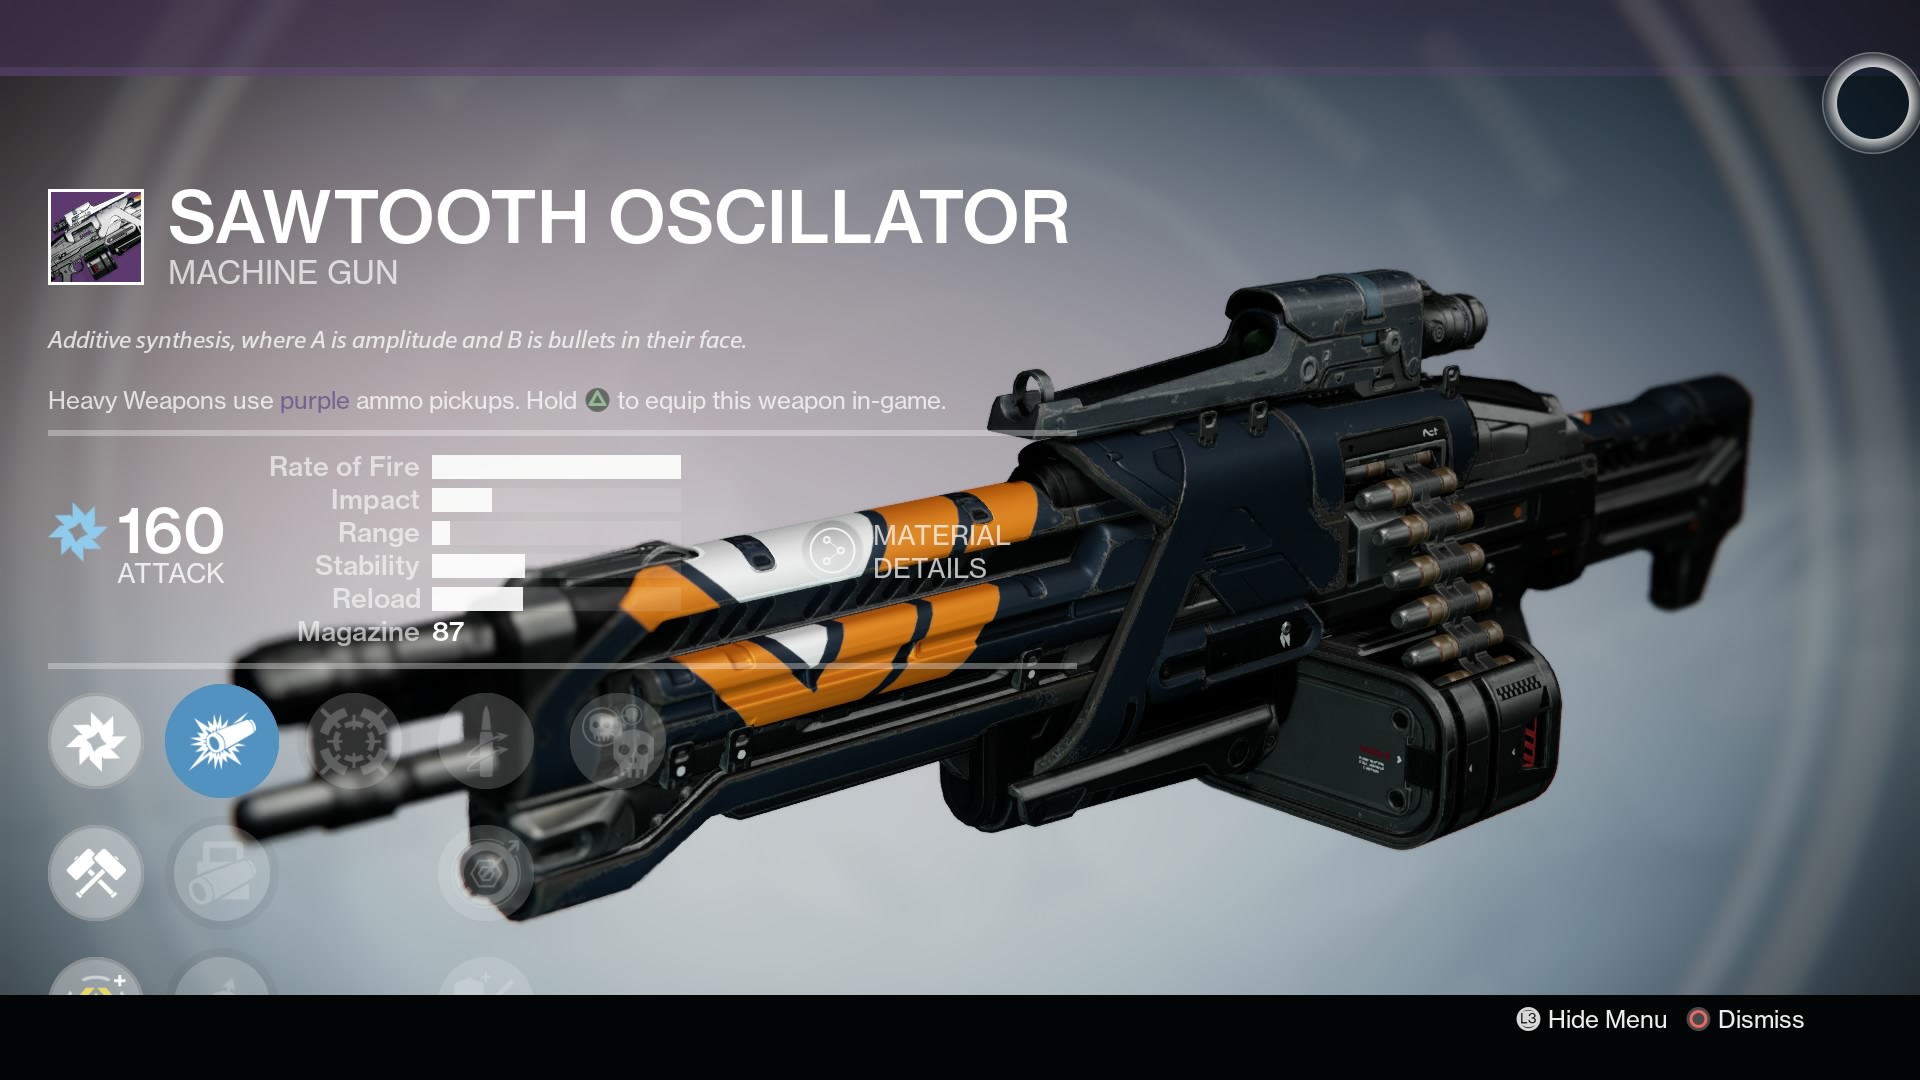 SAWTOOTH OSCILLATOR
MACHINE GUN
Additive synthesis, where A is amplitude and B is bullets in their face.
Heavy Weapons use purple ammo pickups. Hold to equip this weapon in-game.
160
ATTACK
Rate of Fire
Impact
Range
Stability
Reload
Magazine 87
MATERIAL
DETAILS
L3 Hide Menu
Dismiss